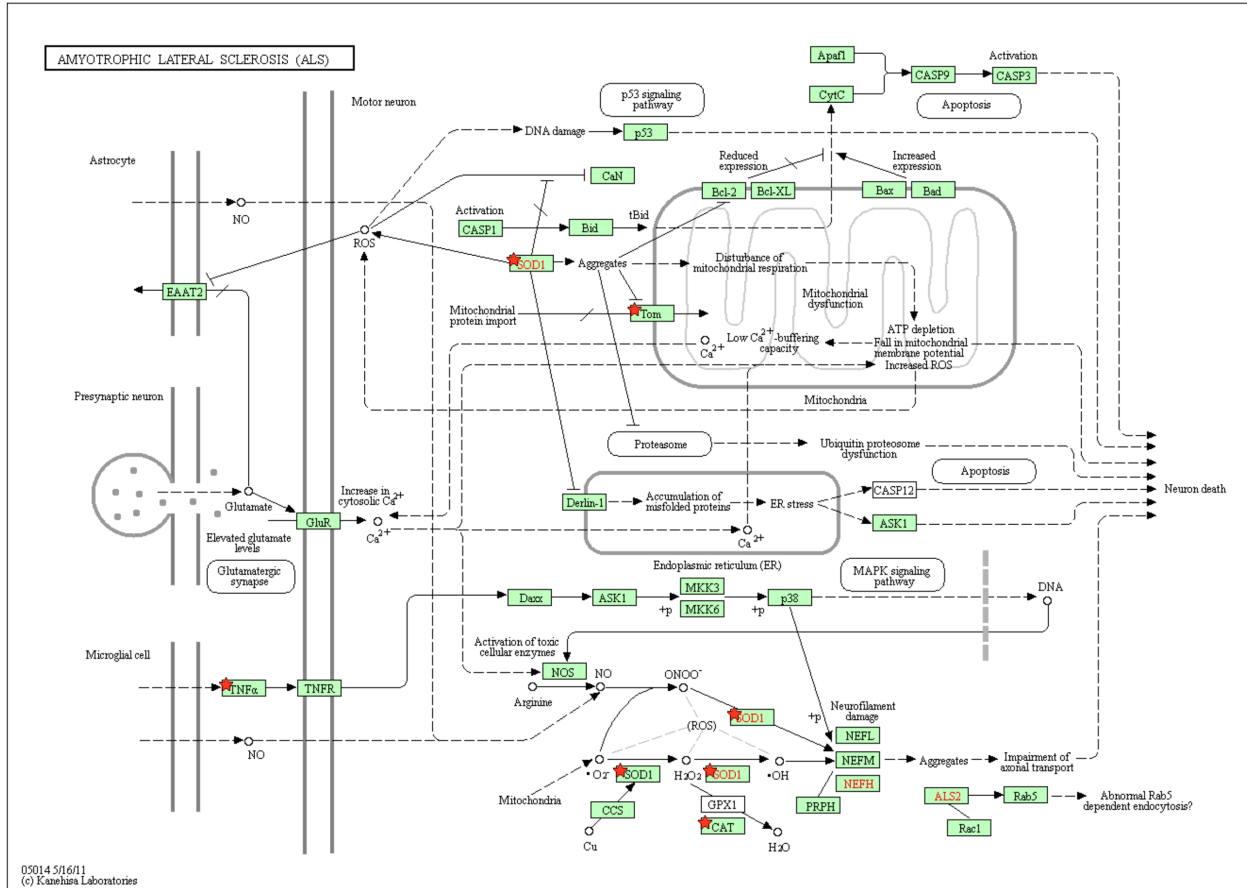 AMYOTROPHIC LATERAL SCLEROSIS (ALS)
Apaf1
Activation
CASP9
CASP3
CytC
p53 signaling
pathway
Apoptosis
Motor neuron
DNA damage
p53
Astrocyte
Reduced
expression
Increased
expression
CaN
Bcl-2
Bcl-XL
Bax
Bad
NO
Activation
CASP1
Bid
tBid
ROS
SOD1
Aggregates
Disturbance of
mitochondrial respiration
EAAT2
Mitochondrial
protein import
Tom
Mitochondrial
dysfunction
ATP depletion
Fall in mitochondrial
membrane potential
Increased ROS
Ca2+
Low Ca2+-buffering
capacity
Mitochondria
Presynaptic neuron
Proteasome
Ubiquitin proteosome
dysfunction
Apoptosis
Increase in
cytosolic Ca2+
Glutamate
GluR
Ca2+
Derlin-1
Accumulation of
misfolded proteins
ER stress
CASP12
ASK1
Neuron death
Ca2+
Elevated glutamate
levels
Glutamatergic
synapse
Endoplasmic reticulum (ER)
MAPK signaling
pathway
DNA
Daxx
ASK1
MKK3
MKK6
+p
+p
p38
Microglial cell
Activation of toxic
cellular enzymes
TNFα
TNFR
NOS
NO
ONOO-
Arginine
Neurofilament
damage
+p
SOD1
(ROS)
NEFL
NO
NEFM
Aggregates
Impairment of
axonal transport
·O2-
SOD1
H2O2
SOD1
·OH
NEFH
Mitochondria
CCS
GPX1
PRPH
ALS2
Rab5
Abnormal Rab5
dependent endocytosis?
CAT
Rac1
Cu
H2O
05014 5/16/11
(c) Kanehisa Laboratories